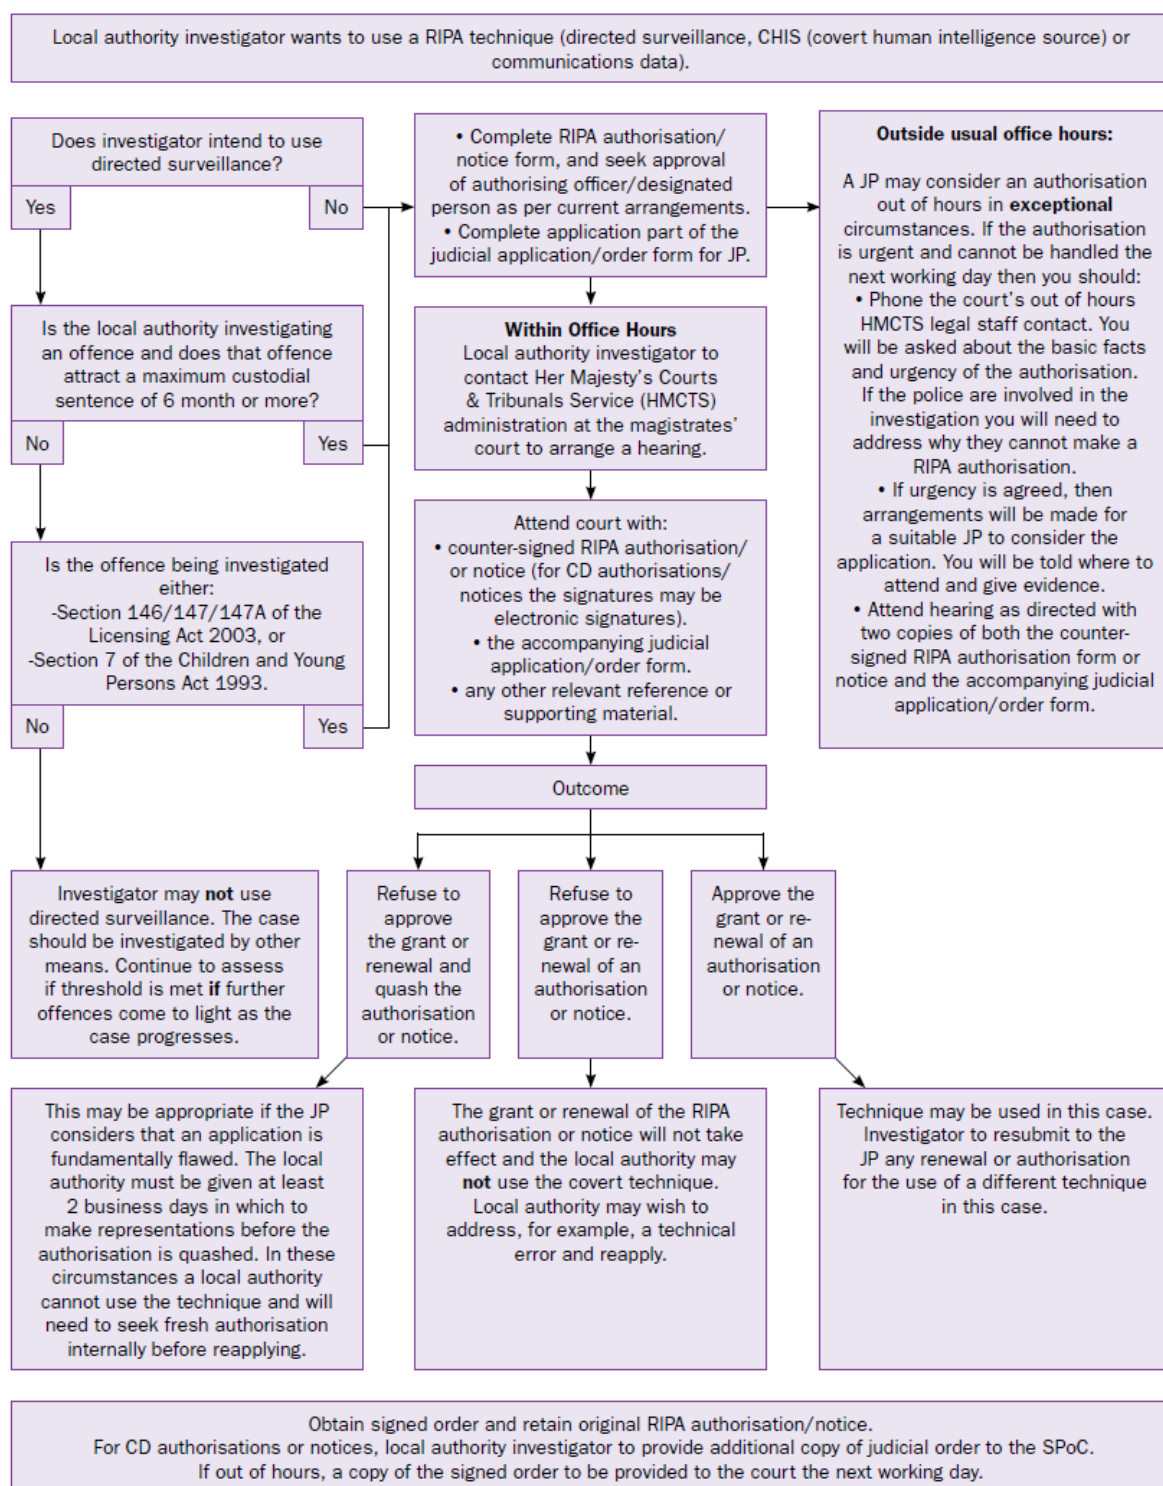 Local authority investigator wants to use a RIPA technique (directed surveillance, CHIS (covert human intelligence source) or
communications data).
Does investigator intend to use
directed surveillance?
Yes
No
Is the local authority investigating
an offence and does that offence
attract a maximum custodial
sentence of 6 month or more?
No
Yes
Is the offence being investigated
either:
-Section 146/147/147A of the
Licensing Act 2003, or
-Section 7 of the Children and Young
Persons Act 1993.
No
Yes
• Complete RIPA authorisation/
notice form, and seek approval
of authorising officer/designated
person as per current arrangements.
• Complete application part of the
judicial application/order form for JP.
Within Office Hours
Local authority investigator to
contact Her Majesty's Courts
& Tribunals Service (HMCTS)
administration at the magistrates'
court to arrange a hearing.
Attend court with:
• counter-signed RIPA authorisation/
or notice (for CD authorisations/
notices the signatures may be
electronic signatures).
• the accompanying judicial
application/order form.
• any other relevant reference or
supporting material.
Outside usual office hours:
A JP may consider an authorisation
out of hours in exceptional
circumstances. If the authorisation
is urgent and cannot be handled the
next working day then you should:
• Phone the court's out of hours
HMCTS legal staff contact. You
will be asked about the basic facts
and urgency of the authorisation.
If the police are involved in the
investigation you will need to
address why they cannot make a
RIPA authorisation.
• If urgency is agreed, then
arrangements will be made for
a suitable JP to consider the
application. You will be told where to
attend and give evidence.
• Attend hearing as directed with
two copies of both the counter-
signed RIPA authorisation form or
notice and the accompanying judicial
application/order form.
Outcome
Investigator may not use
directed surveillance. The case
should be investigated by other
means. Continue to assess
if threshold is met if further
offences come to light as the
case progresses.
Refuse to
approve
the grant or
renewal and
quash the
authorisation
or notice.
Refuse to
approve the
grant or re-
newal of an
authorisation
or notice.
Approve the
grant or re-
newal of an
authorisation
or notice.
This may be appropriate if the JP
considers that an application is
fundamentally flawed. The local
authority must be given at least
2 business days in which to
make representations before the
authorisation is quashed. In these
circumstances a local authority
cannot use the technique and will
need to seek fresh authorisation
internally before reapplying.
The grant or renewal of the RIPA
authorisation or notice will not take
effect and the local authority may
not use the covert technique.
Local authority may wish to
address, for example, a technical
error and reapply.
Technique may be used in this case.
Investigator to resubmit to the
JP any renewal or authorisation
for the use of a different technique
in this case.
Obtain signed order and retain original RIPA authorisation/notice.
For CD authorisations or notices, local authority investigator to provide additional copy of judicial order to the SPoC.
If out of hours, a copy of the signed order to be provided to the court the next working day.